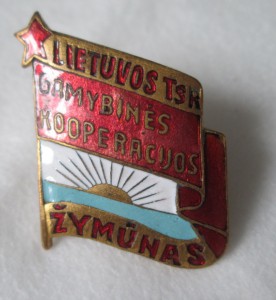 LIETUVOS TSR
GAMYBINĖS
KOOPERACIJOS
ŽYMŪNAS